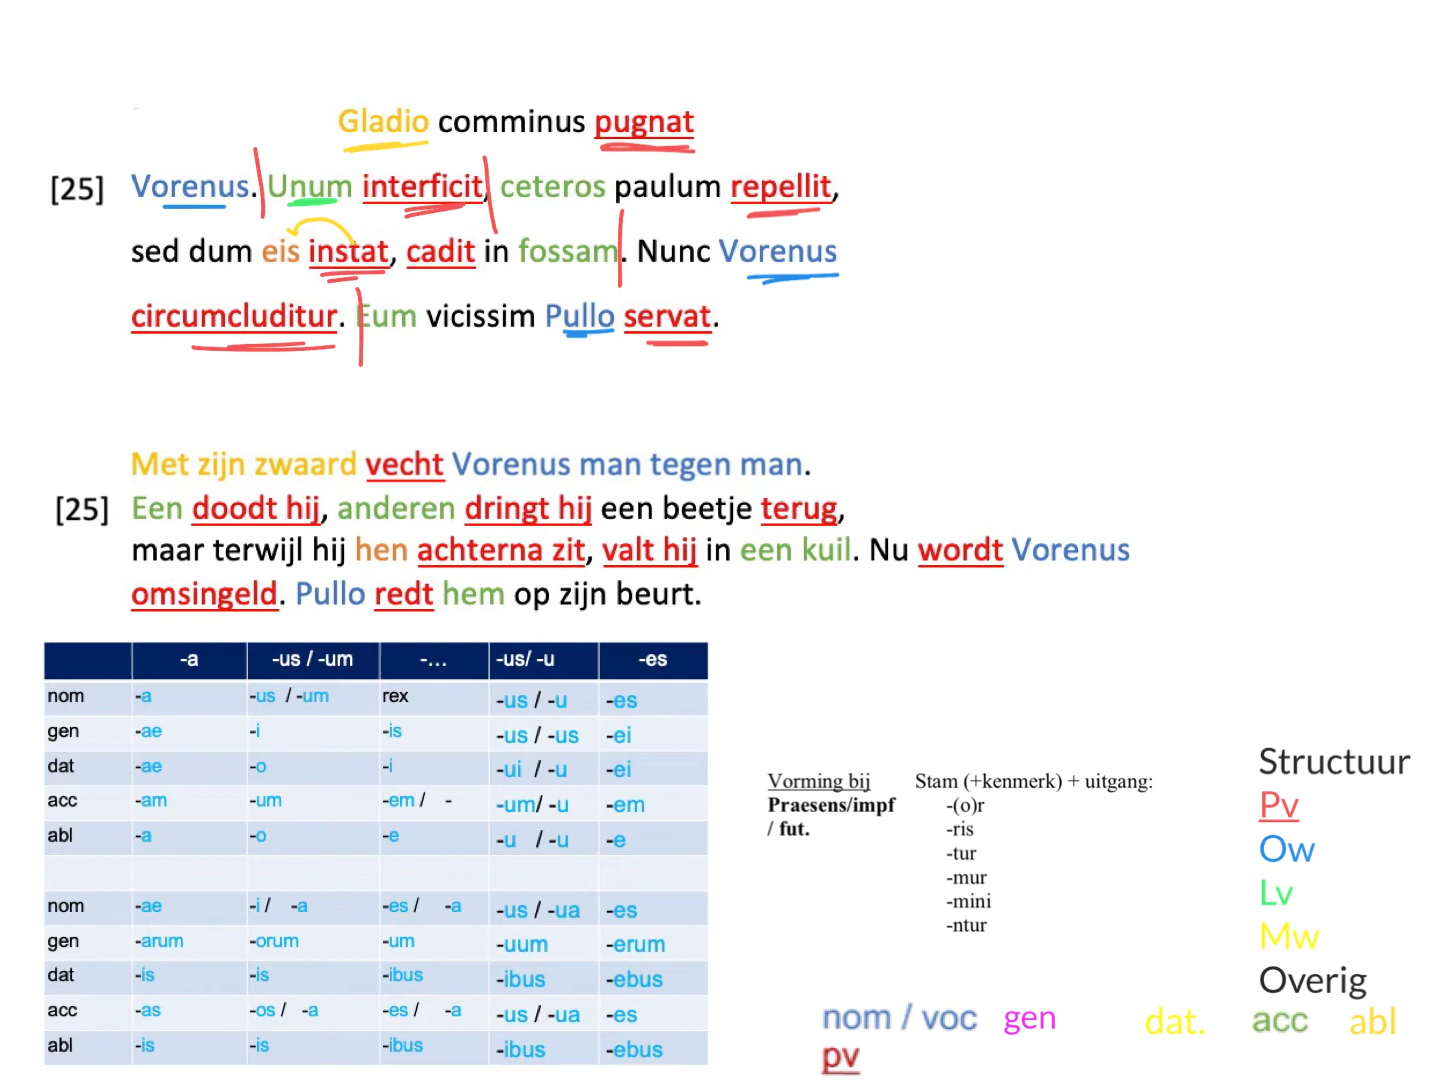 Gladio comminus pugnat
[25] Vorenus. Unum interficit, ceteros paulum repellit,
sed dum eis instat, cadit in fossam. Nunc Vorenus
circumcluditur. Eum vicissim Pullo servat.
Met zijn zwaard vecht Vorenus man tegen man.
[25] Een doodt hij, anderen dringt hij een beetje terug,
maar terwijl hij hen achterna zit, valt hij in een kuil. Nu wordt Vorenus
omsingeld. Pullo redt hem op zijn beurt.
-a -us / -um -... -us/ -u -es
nom -a -us / -um rex -us / -u -es
gen -ae -i -is -us / -us -ei
dat -ae -o -i -ui / -u -ei
acc -am -um -em / - -um/ -u -em
abl -a -o -e -u / -u -e
nom -ae -i / -a -es / -a -us / -ua -es
gen -arum -orum -um -uum -erum
dat -is -is -ibus -ibus -ebus
acc -as -os / -a -es / -a -us / -ua -es
abl -is -is -ibus -ibus -ebus
Vorming bij Stam (+kenmerk) + uitgang:
Praesens/impf -(o)r
/ fut. -ris
-tur
-mur
-mini
-ntur
Structuur
Pv
Ow
Lv
Mw
Overig
nom / voc gen dat. acc abl
pv